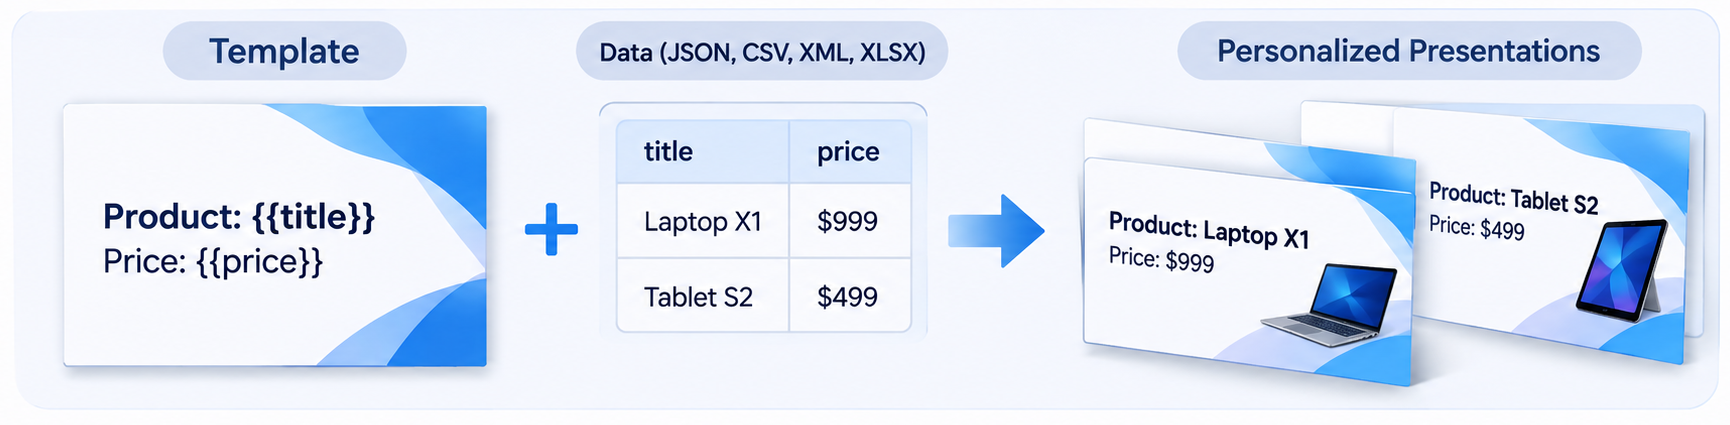 Template
Product: {{title}}
Price: {{price}}
Data (JSON, CSV, XML, XLSX)
title price
Laptop X1 $999
Tablet S2 $499
Personalized Presentations
Product: Laptop X1
Price: $999
Product: Tablet S2
Price: $499